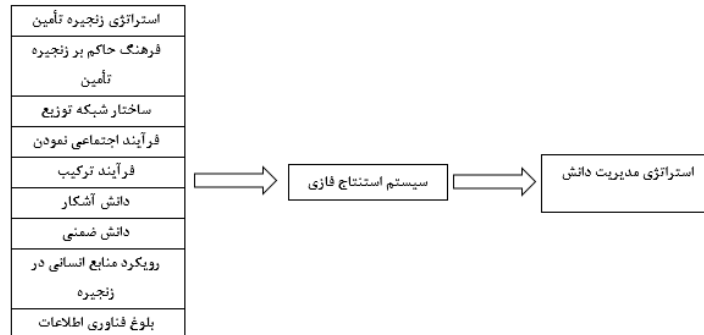 استراتژی زنجیره تأمین
فرهنگ حاکم بر زنجیره
تأمین
ساختار شبکه توزیع
فرآیند اجتماعی نمودن
فرآیند ترکیب
دانش آشکار
دانش ضمنی
رویکرد منابع انسانی در
زنجیره
بلوغ فناوری اطلاعات
سیستم استنتاج فازی
استراتژی مدیریت دانش